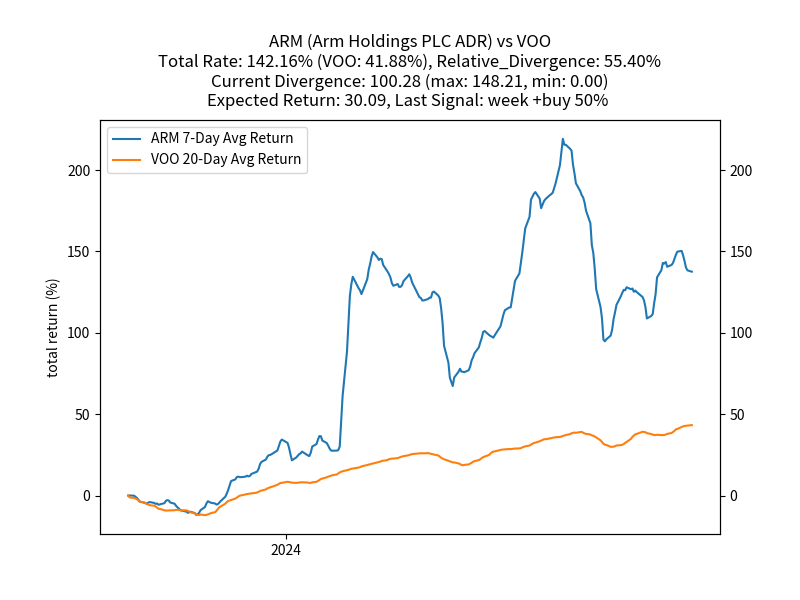 ARM (Arm Holdings PLC ADR) vs VOO
Total Rate: 142.16% (VOO: 41.88%), Relative_Divergence: 55.40%
Current Divergence: 100.28 (max: 148.21, min: 0.00)
Expected Return: 30.09, Last Signal: week +buy 50%
ARM 7-Day Avg Return
VOO 20-Day Avg Return
total return (%)
200
150
100
50
0
200
150
100
50
0
2024